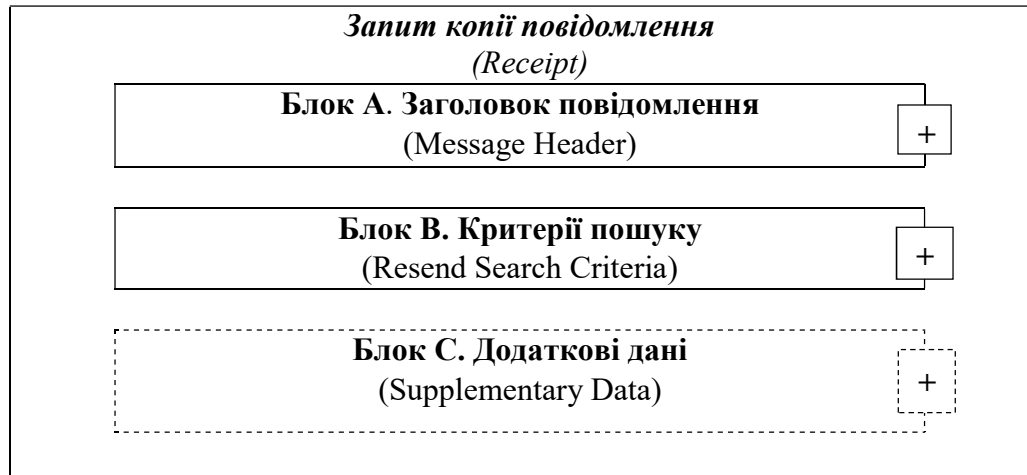 Запит копії повідомлення
(Receipt)
Блок А. Заголовок повідомлення
(Message Header)
+
Блок В. Критерії пошуку
(Resend Search Criteria)
+
Блок С. Додаткові дані
(Supplementary Data)
+